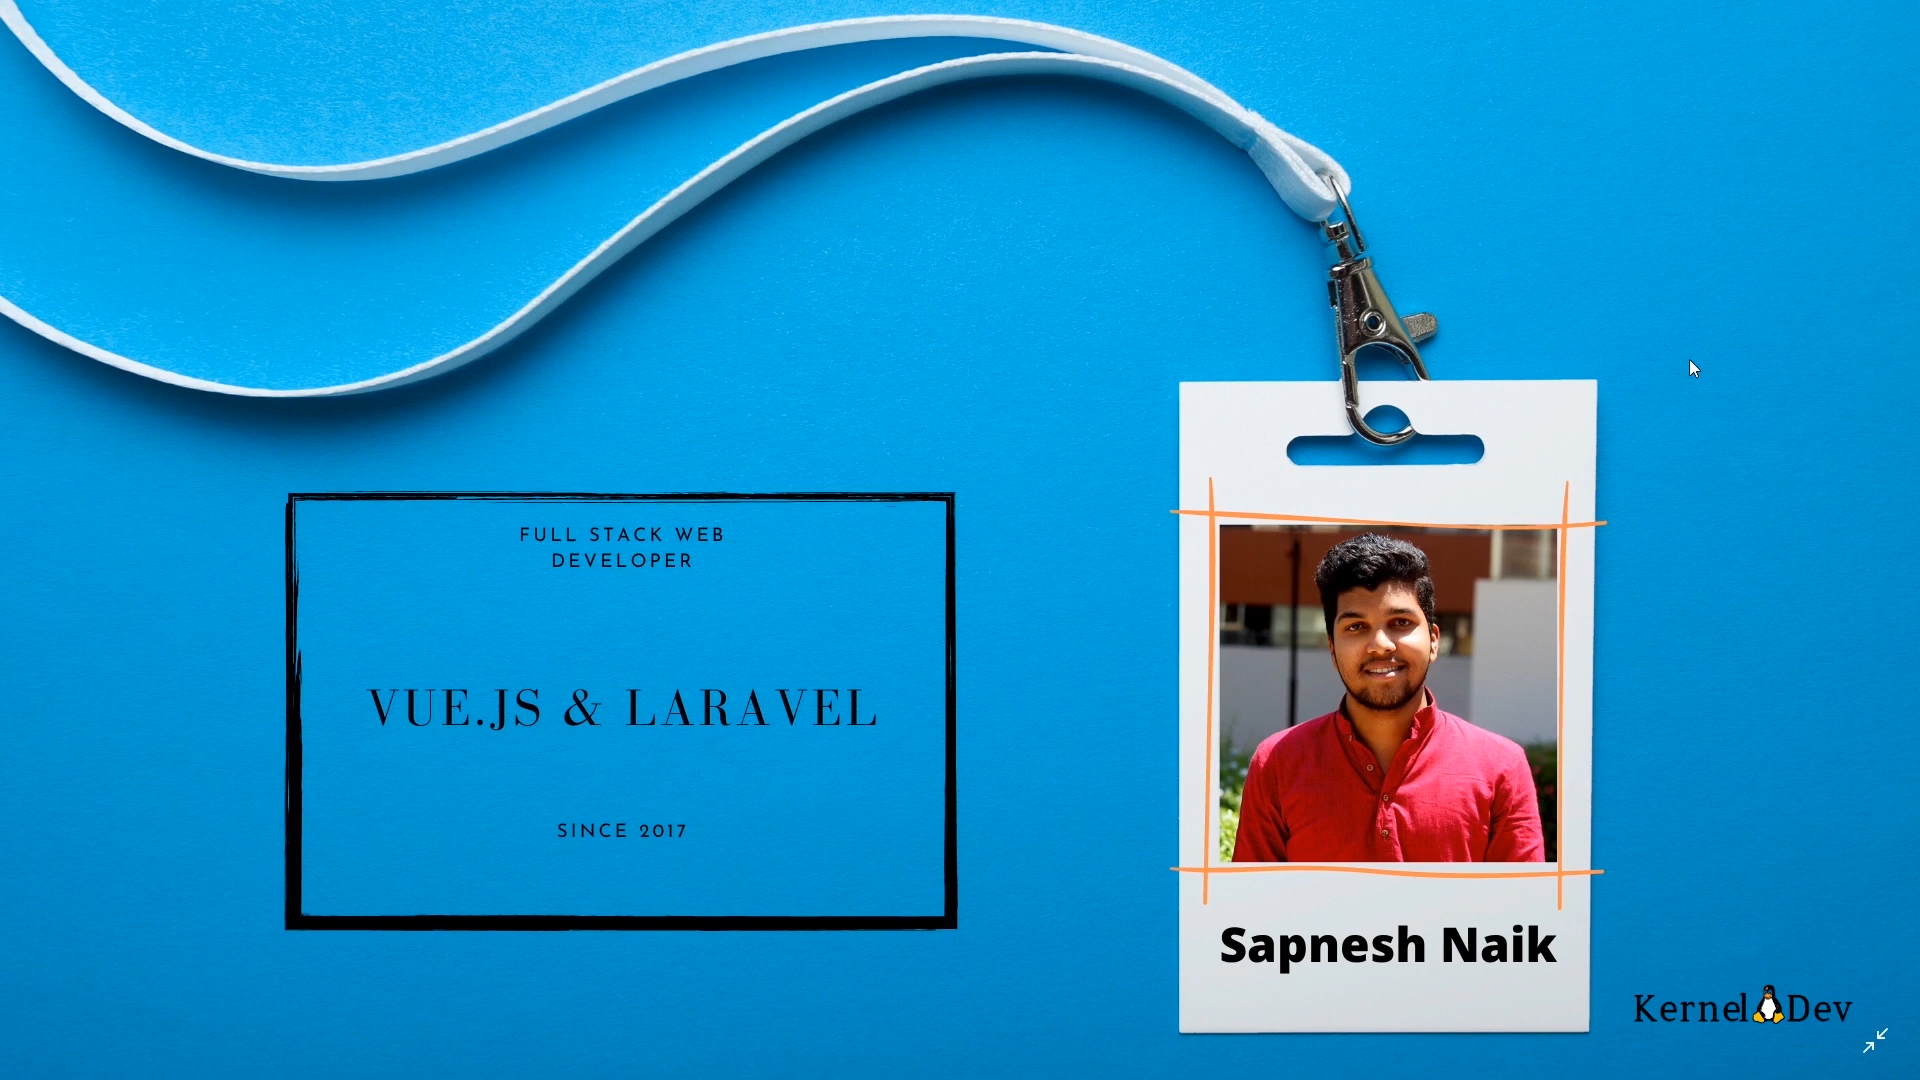 FULL STACK WEB
DEVELOPER
VUE.JS & LARAVEL
SINCE 2017
Sapnesh Naik
Kernel Dev